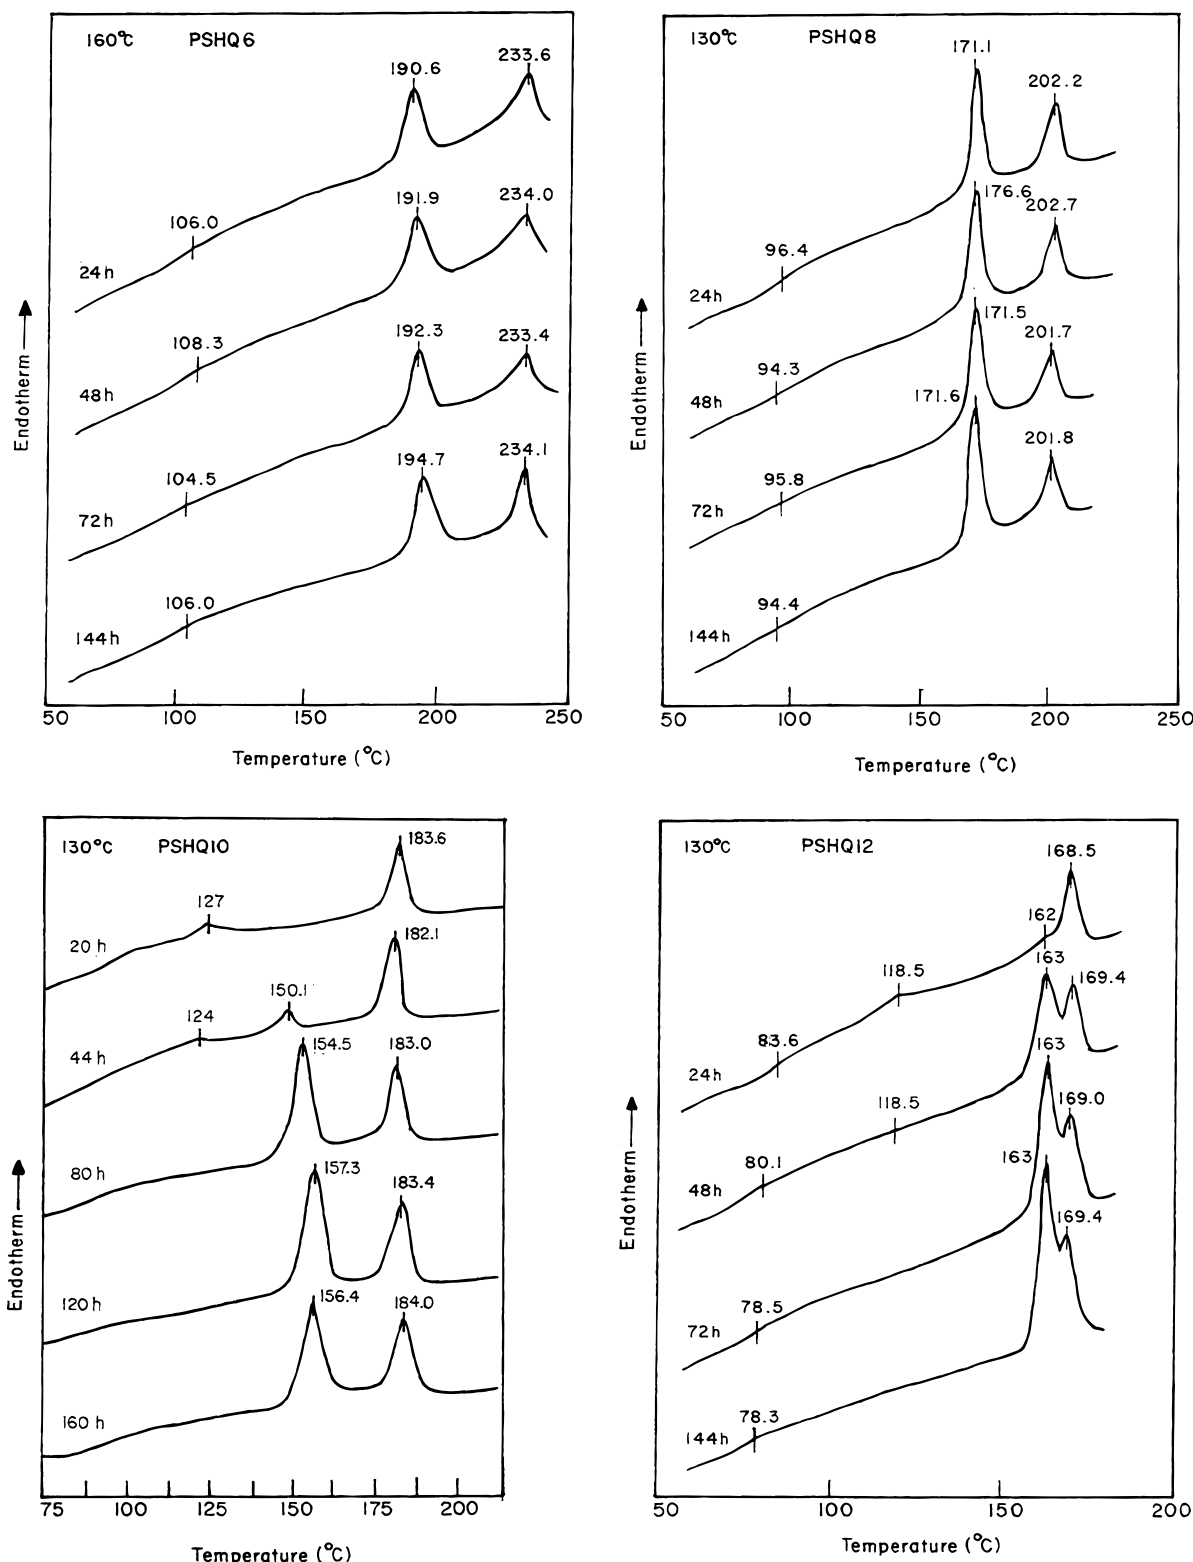 160°C PSHQ6
190.6
233.6
106.0
24h
191.9
234.0
108.3
48h
192.3
233.4
104.5
72h
194.7
234.1
106.0
144h
Endotherm
50 100 150 200 250
Temperature (°C)
130°C PSHQ8
171.1
202.2
96.4
24h
176.6
202.7
94.3
48h
171.5
201.7
95.8
72h
171.6
201.8
94.4
144h
Endotherm
50 100 150 200 250
Temperature (°C)
130°C PSHQ10
183.6
127
20 h
182.1
150.1
124
44 h
154.5
183.0
80 h
157.3
183.4
120 h
156.4
184.0
160 h
Endotherm
75 100 125 150 175 200
Temperature (°C)
130°C PSHQ12
168.5
162
118.5
83.6
24h
163
169.4
118.5
80.1
48h
163
169.0
78.5
72h
163
169.4
78.3
144h
Endotherm
50 100 150 200
Temperature (°C)